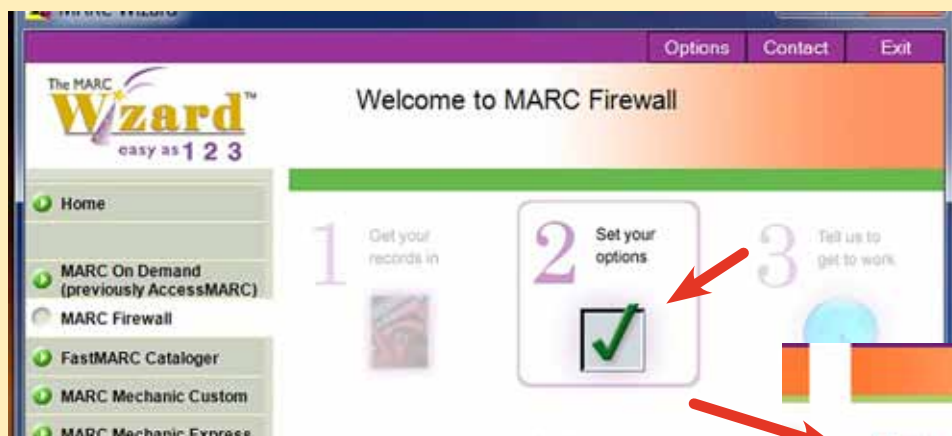 MARC Wizard
Options Contact Exit
The MARC
Wizard™
easy as 1 2 3
Welcome to MARC Firewall
Home
MARC On Demand
(previously AccessMARC)
MARC Firewall
FastMARC Cataloger
MARC Mechanic Custom
MARC Mechanic Express
1 Get your
records in
2 Set your
options
3 Tell us to
get to work